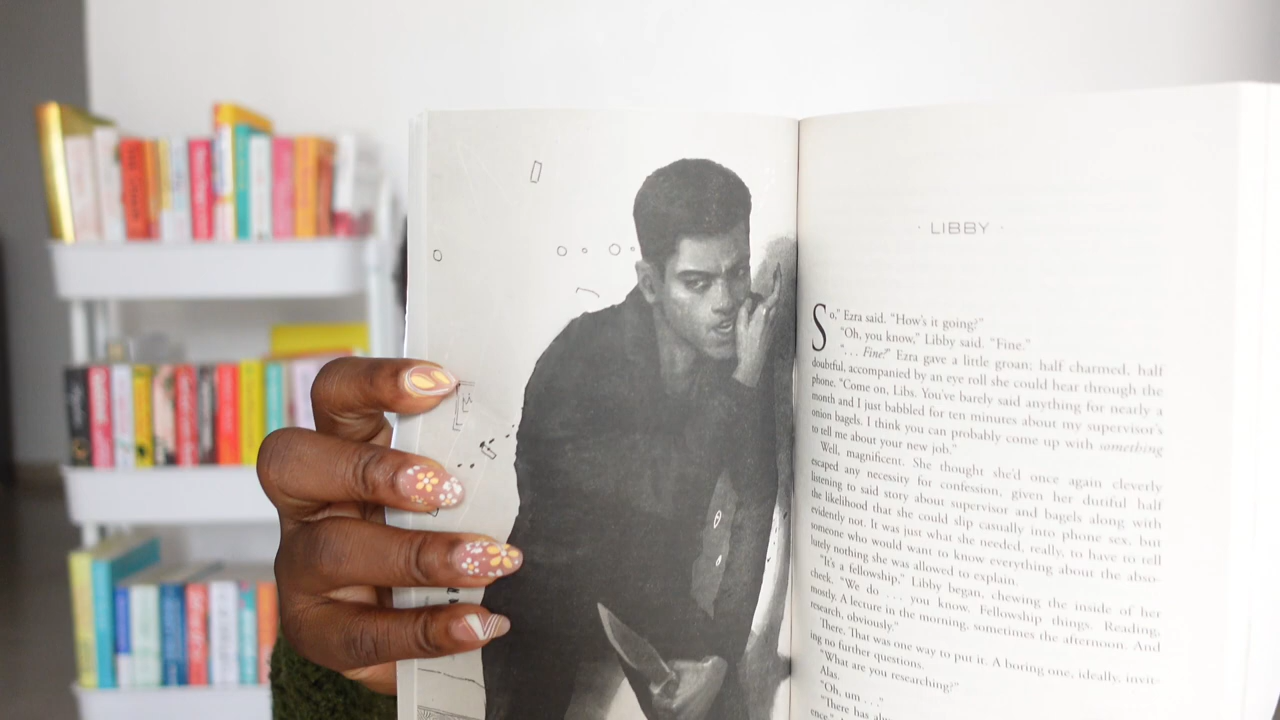 · LIBBY ·
So," Ezra said. "How's it going?"
"Oh, you know," Libby said. "Fine."
". . . Fine?" Ezra gave a little groan; half charmed, half
doubtful, accompanied by an eye roll she could hear through the
phone. "Come on, Libs. You've barely said anything for nearly a
month and I just babbled for ten minutes about my supervisor's
onion bagels. I think you can probably come up with something
to tell me about your new job."
Well, magnificent. She thought she'd once again cleverly
escaped any necessity for confession, given her dutiful half
listening to said story about supervisor and bagels along with
the likelihood that she could slip casually into phone sex, but
evidently not. It was just what she needed, really, to have to tell
someone who would want to know everything about the abso-
lutely nothing she was allowed to explain.
"It's a fellowship," Libby began, chewing the inside of her
cheek. "We do . . . you know. Fellowship things. Reading,
mostly. A lecture in the morning, sometimes the afternoon. And
research, obviously."
There. That was one way to put it. A boring one, ideally, invit-
ing no further questions.
"What are you researching?"
Alas.
"Oh, um . . ."
"There has